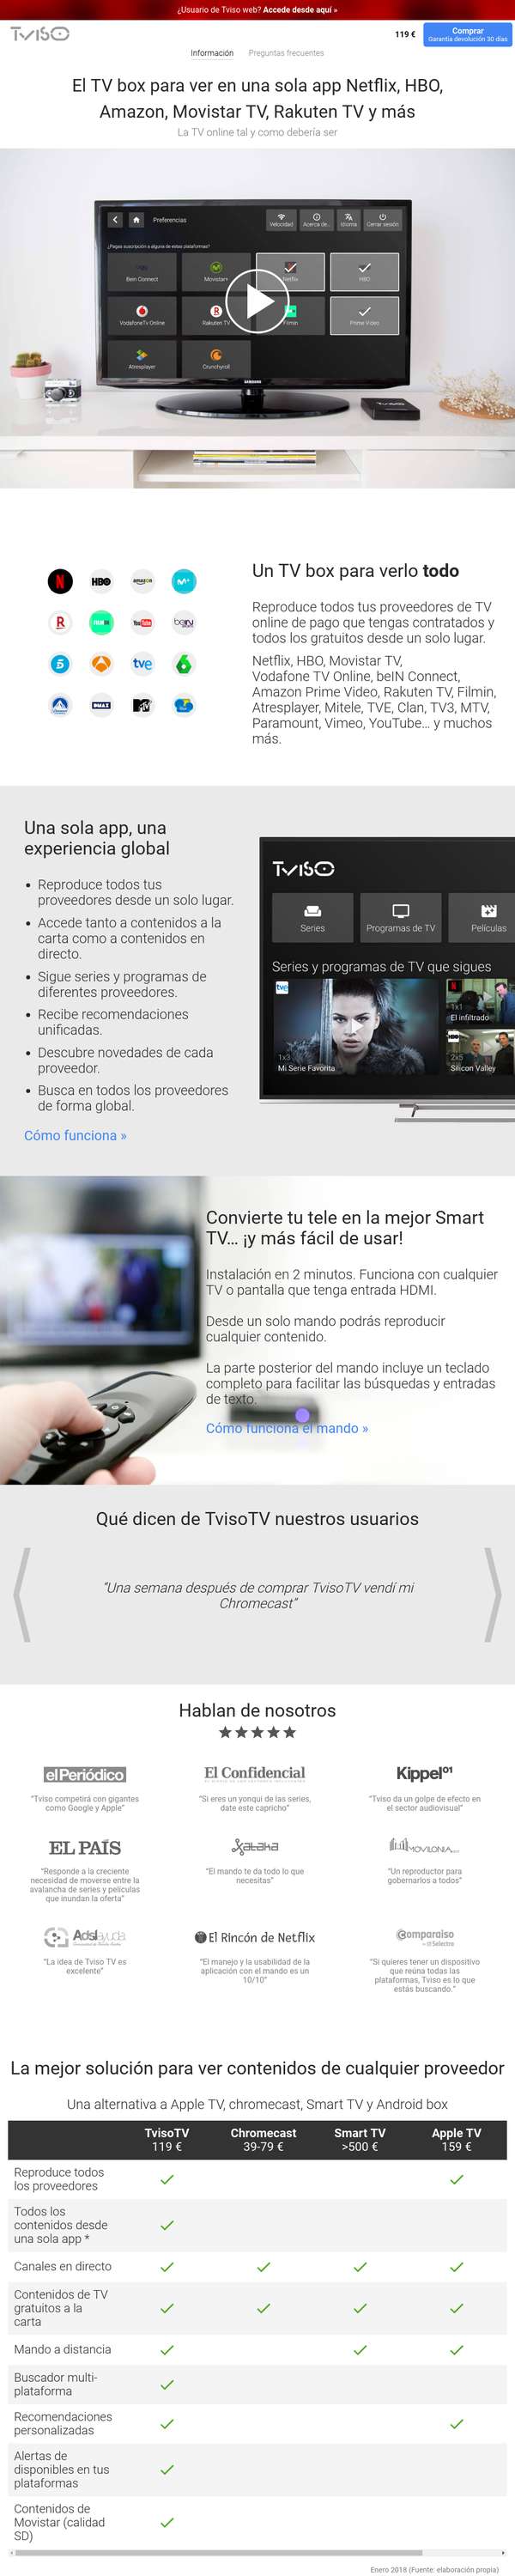 ¿Usuario de Tviso web? Accede desde aquí »
TVISO
119 €
Comprar
Garantía devolución 30 días
Información Preguntas frecuentes
El TV box para ver en una sola app Netflix, HBO,
Amazon, Movistar TV, Rakuten TV y más
La TV online tal y como debería ser
Preferencias
Velocidad Acerca de... Idioma Cerrar sesión
¿Pagas suscripción a alguna de estas plataformas?
Bein Connect Movistar+ Netflix HBO
VodafoneTv Online Rakuten TV Filmin Prime Video
Atresplayer Crunchyroll
SAMSUNG
TVISO
Un TV box para verlo todo
N HBO amazon M+
R FILMIN YouTube beIN
5 tve 6
Paramount DMAX MTV
Reproduce todos tus proveedores de TV
online de pago que tengas contratados y
todos los gratuitos desde un solo lugar.
Netflix, HBO, Movistar TV,
Vodafone TV Online, beIN Connect,
Amazon Prime Video, Rakuten TV, Filmin,
Atresplayer, Mitele, TVE, Clan, TV3, MTV,
Paramount, Vimeo, YouTube... y muchos
más.
Una sola app, una
experiencia global
• Reproduce todos tus
proveedores desde un solo lugar.
• Accede tanto a contenidos a la
carta como a contenidos en
directo.
• Sigue series y programas de
diferentes proveedores.
• Recibe recomendaciones
unificadas.
• Descubre novedades de cada
proveedor.
• Busca en todos los proveedores
de forma global.
Cómo funciona »
TVISO
Series Programas de TV Películas
Series y programas de TV que sigues
tve
N
1x1
El infiltrado
HBO
1x3
Mi Serie Favorita
2x5
Silicon Valley
Convierte tu tele en la mejor Smart
TV... ¡y más fácil de usar!
Instalación en 2 minutos. Funciona con cualquier
TV o pantalla que tenga entrada HDMI.
Desde un solo mando podrás reproducir
cualquier contenido.
La parte posterior del mando incluye un teclado
completo para facilitar las búsquedas y entradas
de texto.
Cómo funciona el mando »
Qué dicen de TvisoTV nuestros usuarios
"Una semana después de comprar TvisoTV vendí mi
Chromecast"
Hablan de nosotros
elPeriódico
"Tviso competirá con gigantes
como Google y Apple"
El Confidencial
"Si eres un yonqui de las series,
date este capricho"
Kippel01
"Tviso da un golpe de efecto en
el sector audiovisual"
EL PAÍS
"Responde a la creciente
necesidad de moverse entre la
avalancha de series y películas
que inundan la oferta"
Xataka
"El mando te da todo lo que
necesitas"
MOVILONIA.com
"Un reproductor para
gobernarlos a todos"
Adslayuda
"La idea de Tviso TV es
excelente"
El Rincón de Netflix
"El manejo y la usabilidad de la
aplicación con el mando es un
10/10"
Comparaiso
"Si quieres tener un dispositivo
que reúna todas las
plataformas, Tviso es lo que
estás buscando."
La mejor solución para ver contenidos de cualquier proveedor
Una alternativa a Apple TV, chromecast, Smart TV y Android box
TvisoTV Chromecast Smart TV Apple TV
119 € 39-79 € >500 € 159 €
Reproduce todos
los proveedores
Todos los
contenidos desde
una sola app *
Canales en directo
Contenidos de TV
gratuitos a la
carta
Mando a distancia
Buscador multi-
plataforma
Recomendaciones
personalizadas
Alertas de
disponibles en tus
plataformas
Contenidos de
Movistar (calidad
SD)
Enero 2018 (Fuente: elaboración propia)